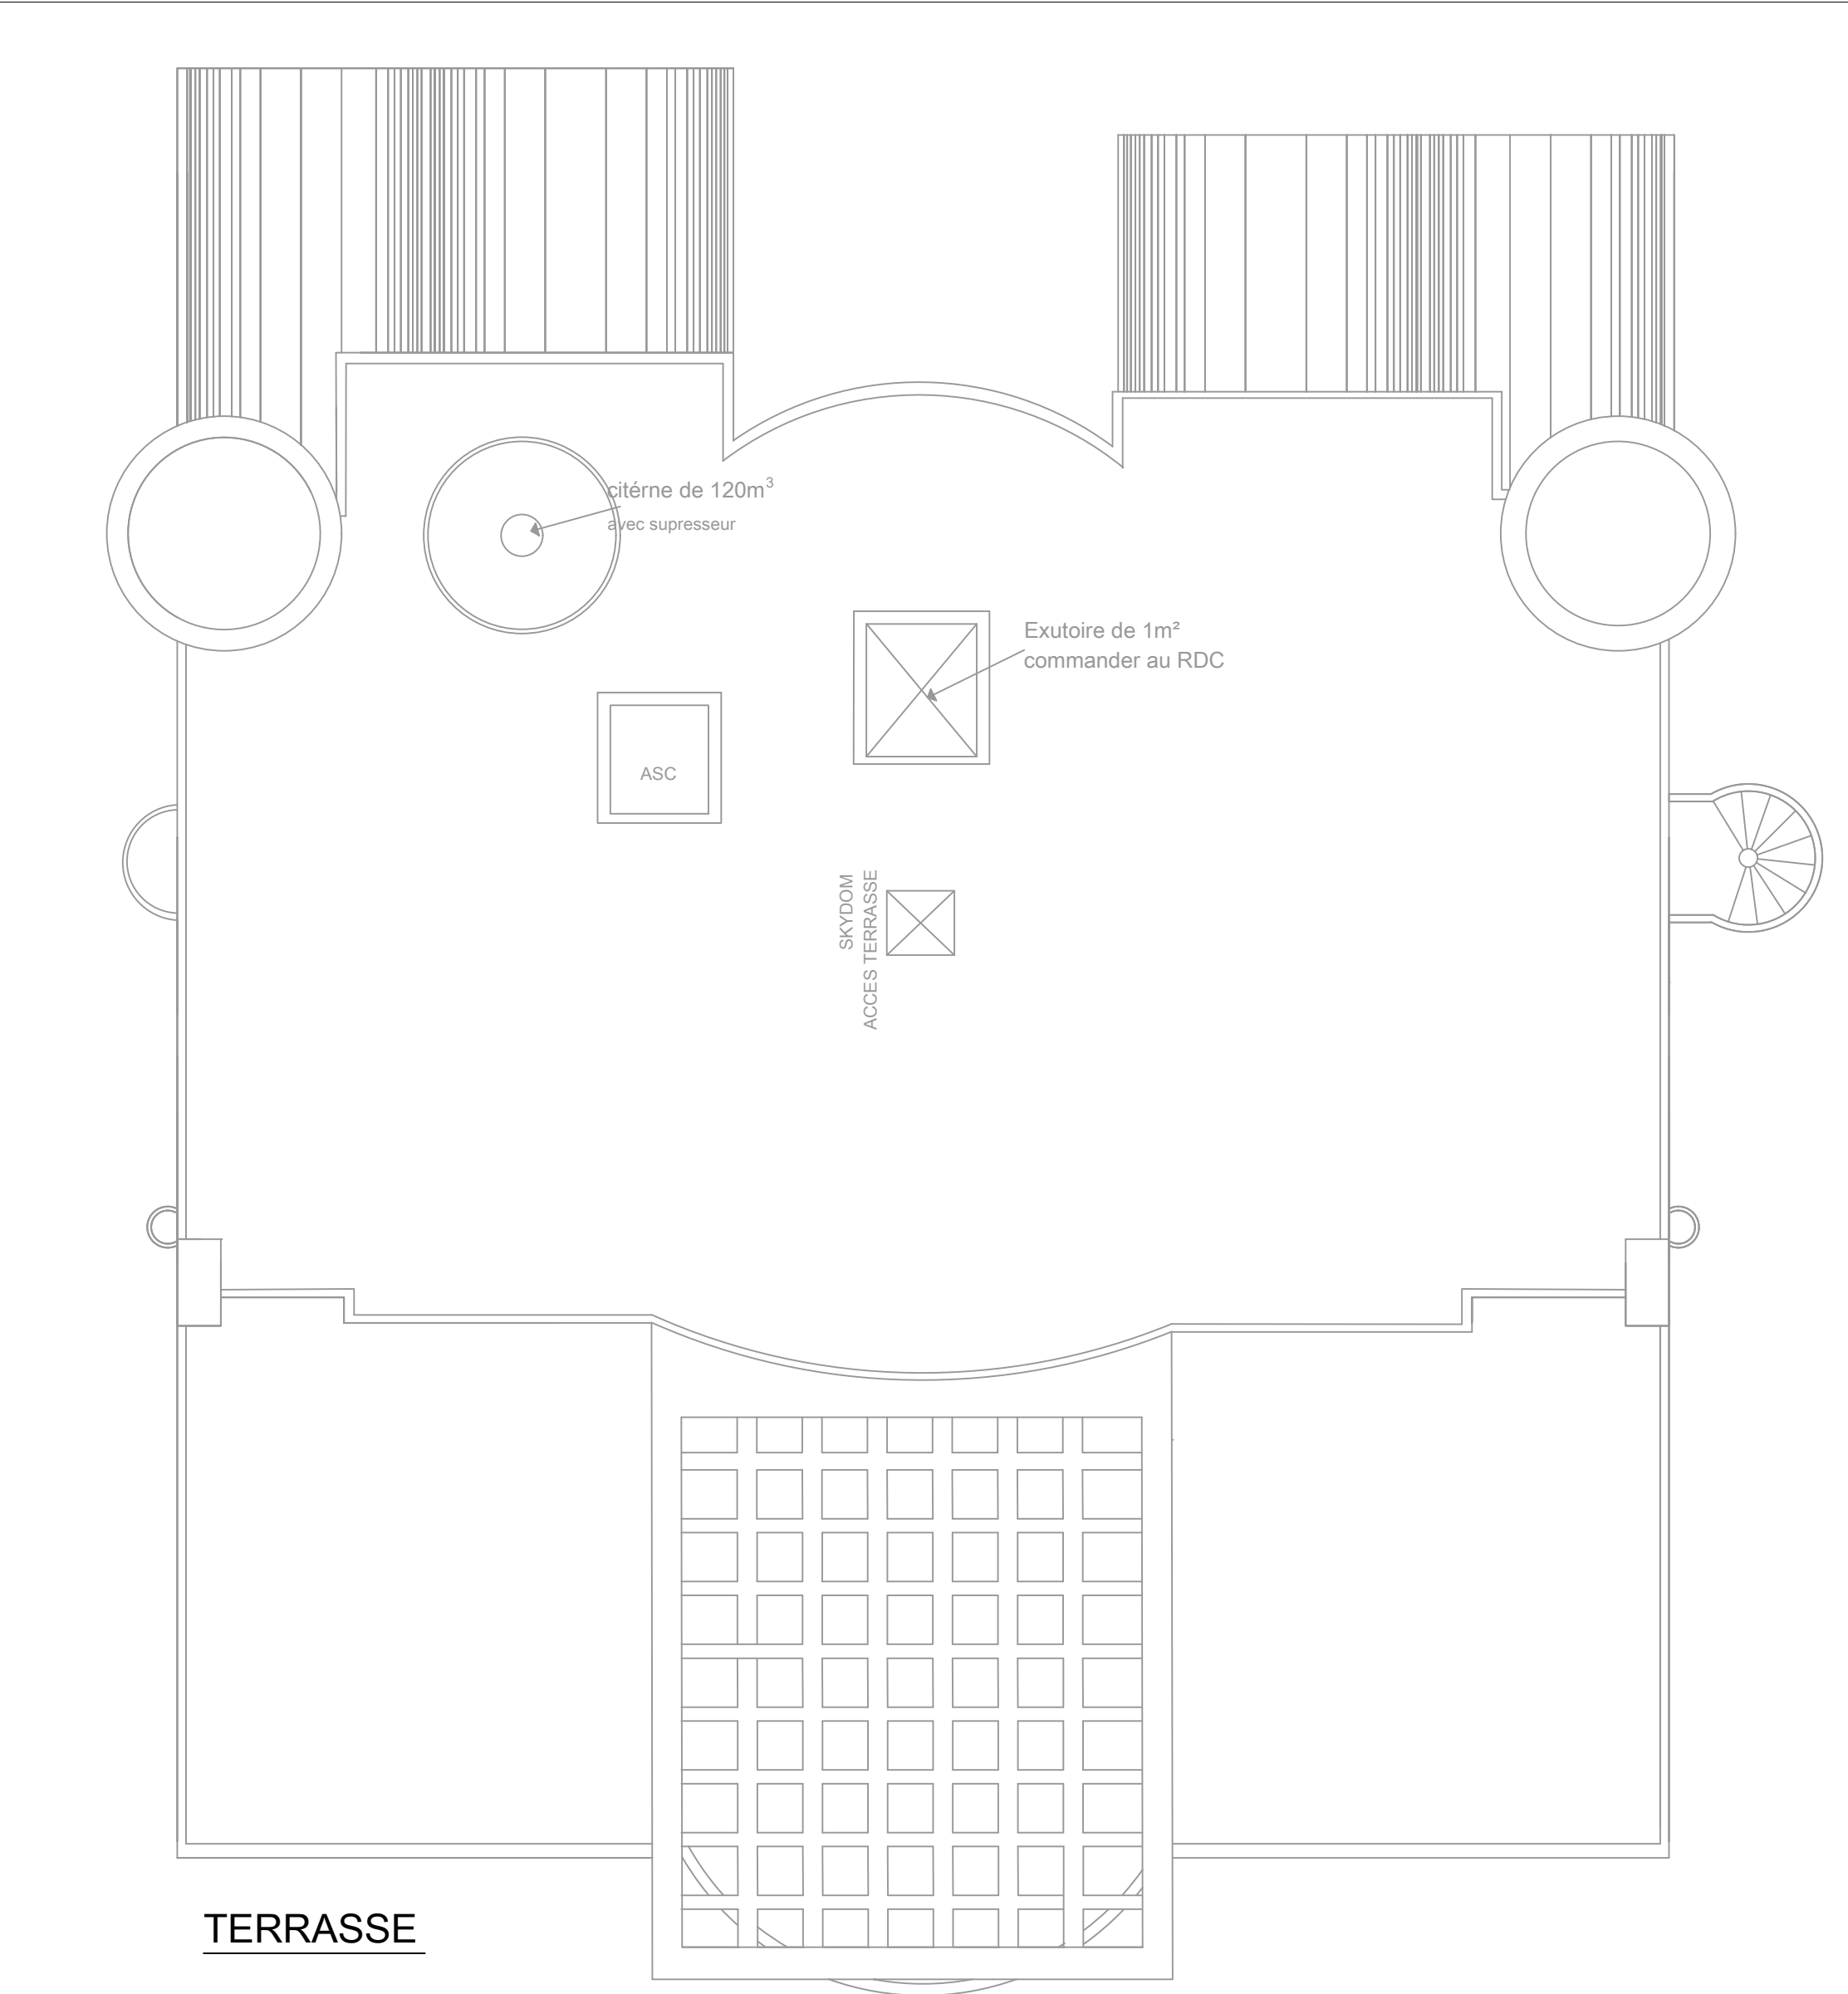 citérne de 120m³
avec supresseur
Exutoire de 1m²
commander au RDC
ASC
SKYDOM
ACCES TERRASSE
TERRASSE